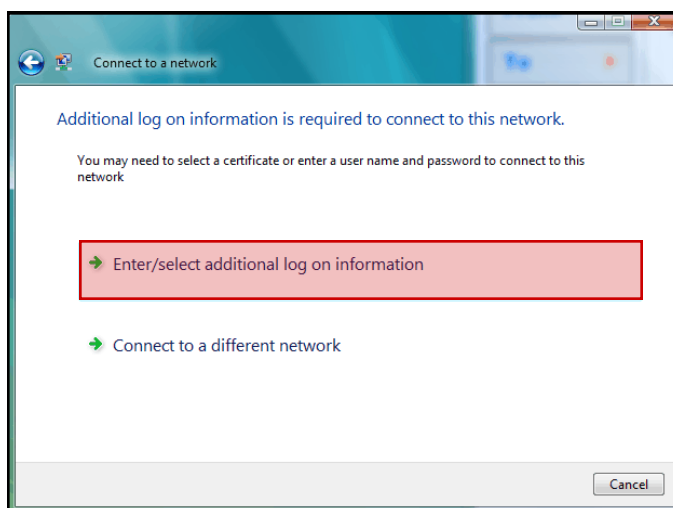 Connect to a network
Additional log on information is required to connect to this network.
You may need to select a certificate or enter a user name and password to connect to this
network
Enter/select additional log on information
Connect to a different network
Cancel